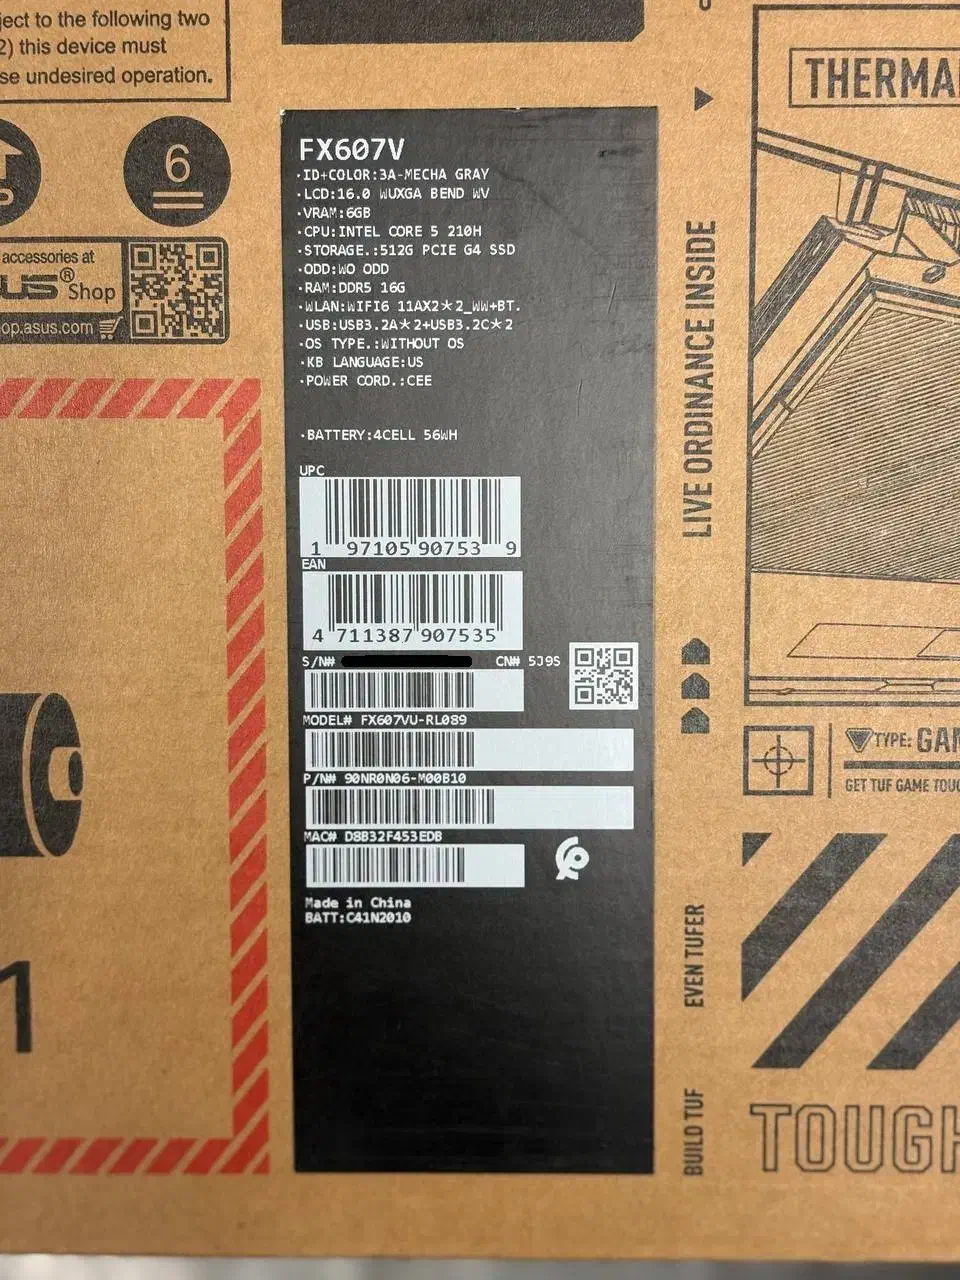 ject to the following two
2) this device must
se undesired operation.
6
accessories at
US® Shop
op.asus.com
1
FX607V
·ID+COLOR:3A-MECHA GRAY
·LCD:16.0 WUXGA BEND WV
·VRAM:6GB
·CPU:INTEL CORE 5 210H
·STORAGE.:512G PCIE G4 SSD
·ODD:WO ODD
·RAM:DDR5 16G
·WLAN:WIFI6 11AX2*2_WW+BT.
·USB:USB3.2A*2+USB3.2C*2
·OS TYPE.:WITHOUT OS
·KB LANGUAGE:US
·POWER CORD.:CEE
·BATTERY:4CELL 56WH
UPC
1 97105 90753 9
EAN
4 711387 907535
S/N# CN# 5J9S
MODEL# FX607VU-RL089
P/N# 90NR0N06-M00B10
MAC# D8B32F453EDB
Made in China
BATT:C41N2010
LIVE ORDINANCE INSIDE
EVEN TUFER
BUILD TUF
THERMA
TYPE: GAM
GET TUF GAME TOUG
TOUGH